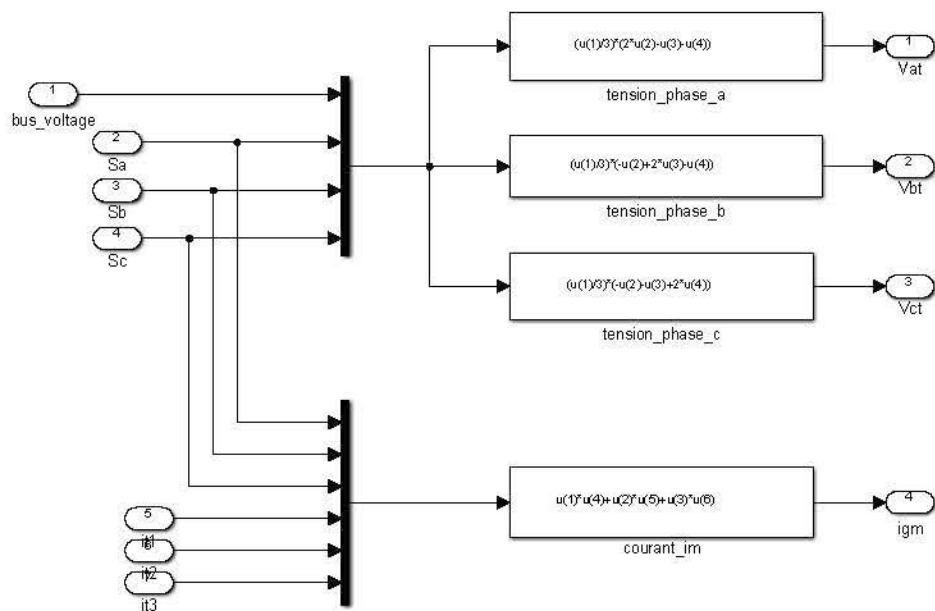 1
bus_voltage
2
Sa
3
Sb
4
Sc
(u(1)/3)*(2*u(2)-u(3)-u(4))
tension_phase_a
1
Vat
(u(1)/3)*(-u(2)+2*u(3)-u(4))
tension_phase_b
2
Vbt
(u(1)/3)*(-u(2)-u(3)+2*u(4))
tension_phase_c
3
Vct
5
it1
6
it2
7
it3
u(1)*u(4)+u(2)*u(5)+u(3)*u(6)
courant_im
4
igm